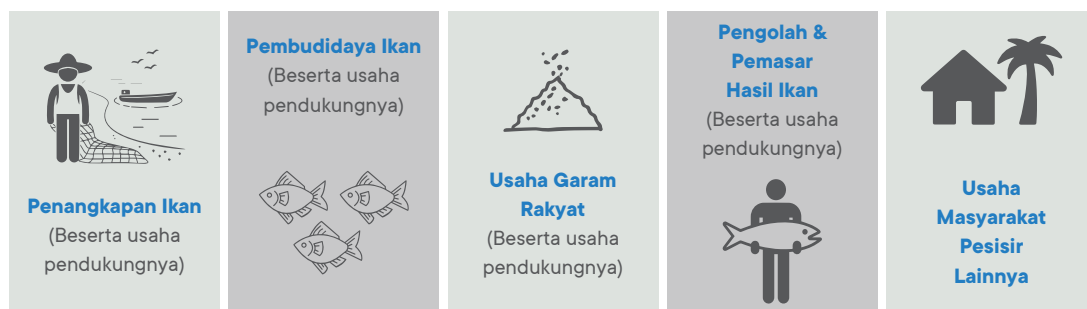 Penangkapan Ikan
(Beserta usaha
pendukungnya)
Pembudidaya Ikan
(Beserta usaha
pendukungnya)
Usaha Garam
Rakyat
(Beserta usaha
pendukungnya)
Pengolah &
Pemasar
Hasil Ikan
(Beserta usaha
pendukungnya)
Usaha
Masyarakat
Pesisir
Lainnya